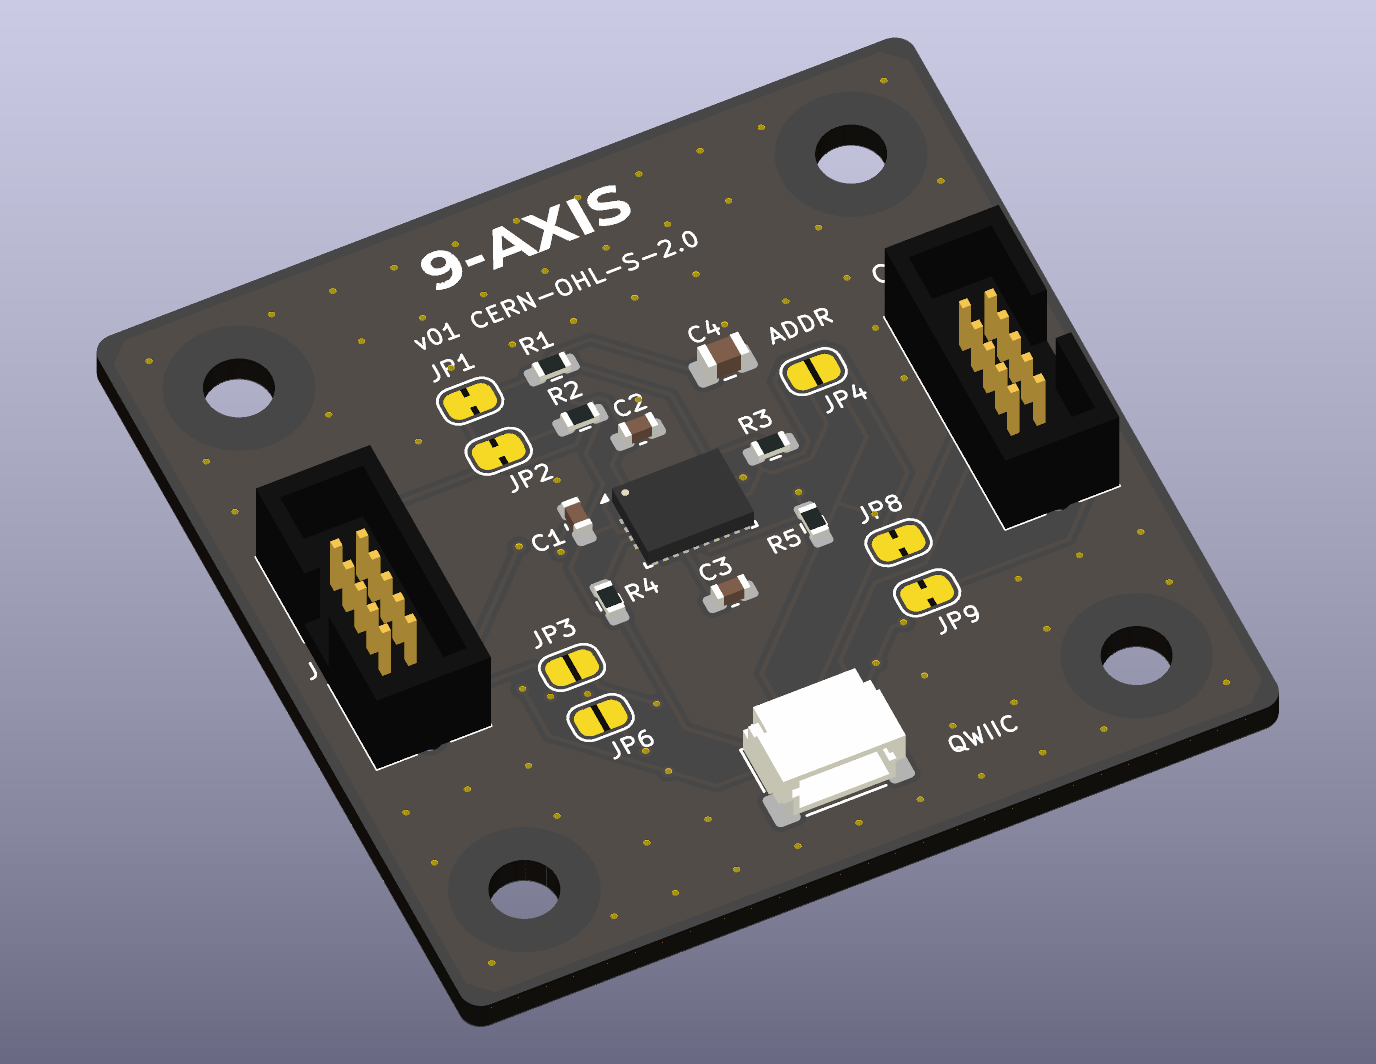 9-AXIS
v01 CERN-OHL-S-2.0
R1
JP1
R2
C2
JP2
C4
ADDR
JP4
R3
C1
R5
JP8
C3
R4
JP9
JP3
JP6
QWIIC